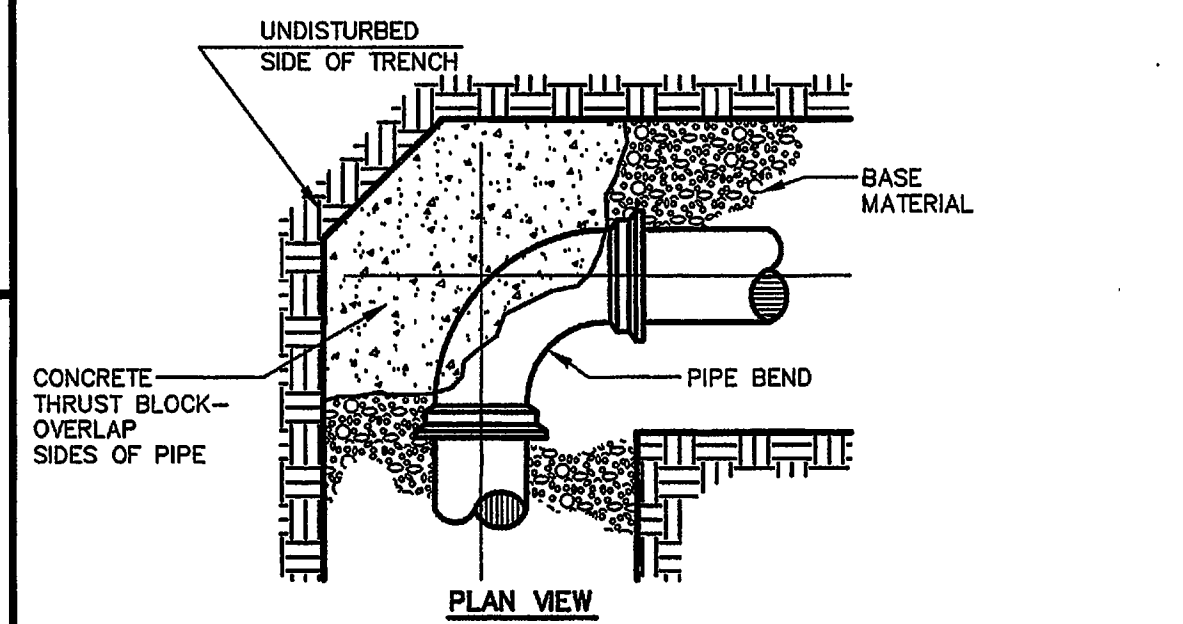 UNDISTURBED
SIDE OF TRENCH
BASE
MATERIAL
CONCRETE
THRUST BLOCK-
OVERLAP
SIDES OF PIPE
PIPE BEND
PLAN VIEW